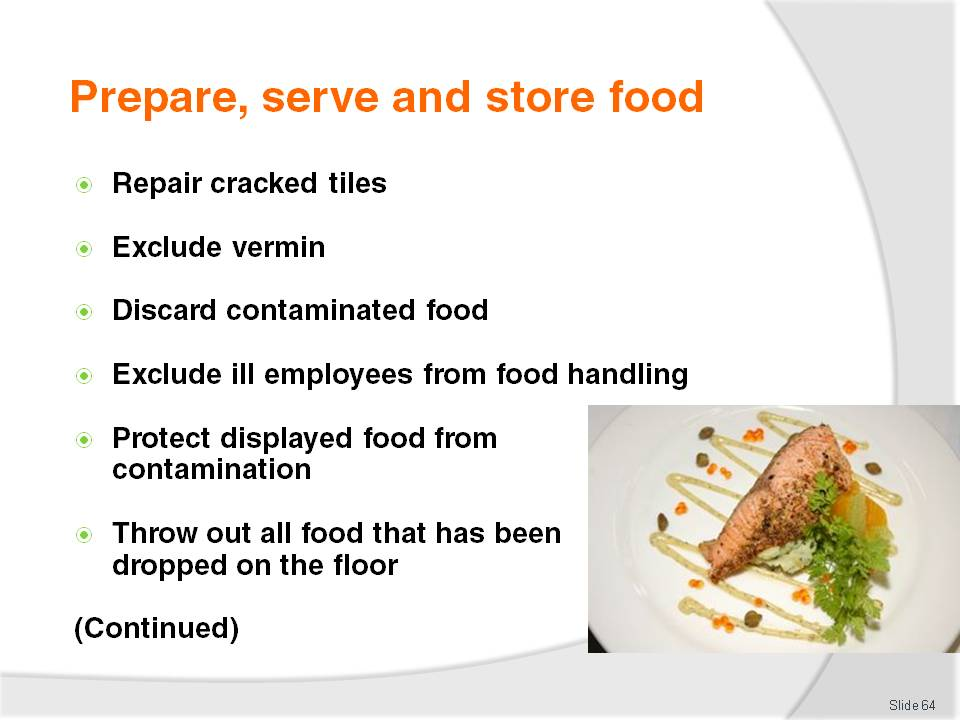 Prepare, serve and store food
Repair cracked tiles
Exclude vermin
Discard contaminated food
Exclude ill employees from food handling
Protect displayed food from
contamination
Throw out all food that has been
dropped on the floor
(Continued)
Slide 64